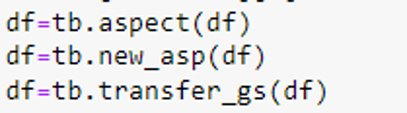 df=tb.aspect(df)
df=tb.new_asp(df)
df=tb.transfer_gs(df)